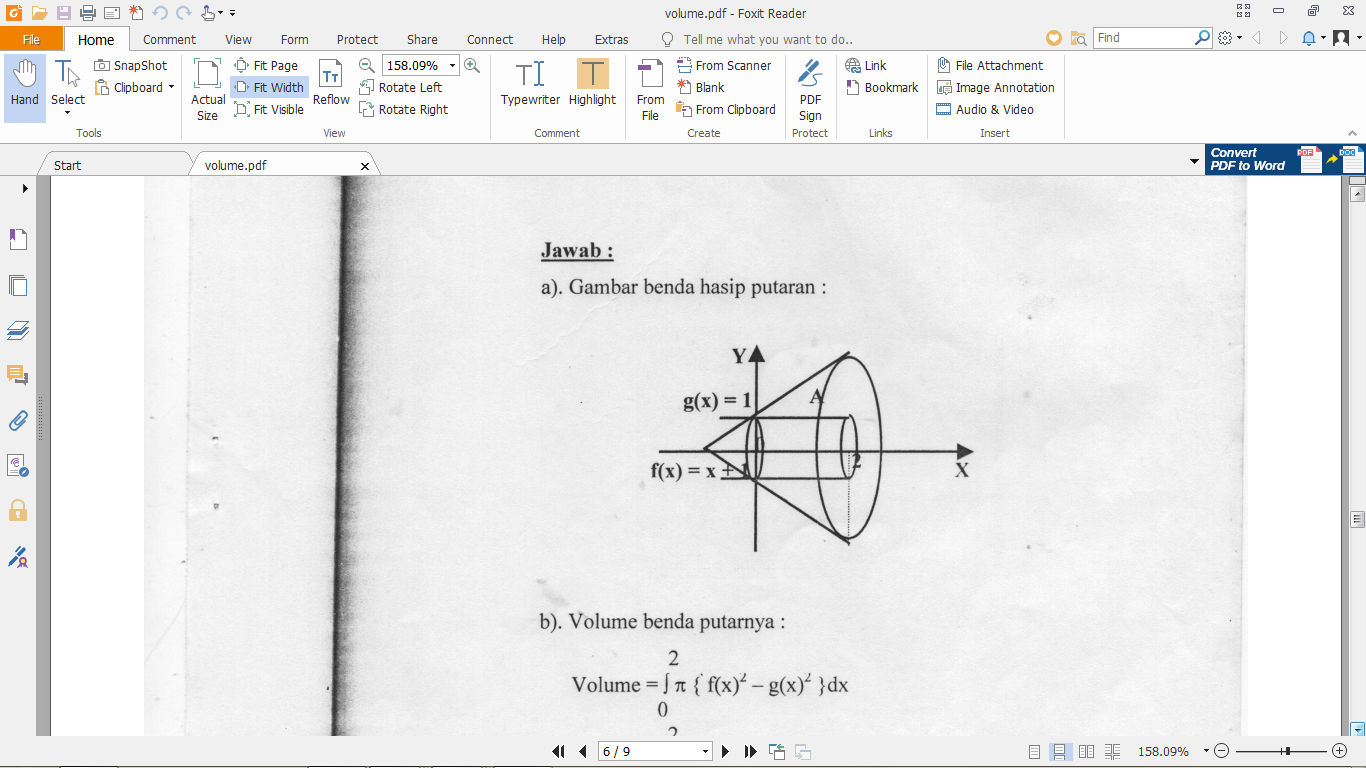 volume.pdf - Foxit Reader
File Home Comment View Form Protect Share Connect Help Extras Tell me what you want to do.. Find
Hand
Select
SnapShot
Clipboard
Tools
Actual Size
Fit Page
Fit Width
Fit Visible
Reflow
158.09%
Rotate Left
Rotate Right
View
Typewriter
Highlight
Comment
From File
From Scanner
Blank
From Clipboard
Create
PDF Sign
Protect
Link
Bookmark
Links
File Attachment
Image Annotation
Audio & Video
Insert
Start
volume.pdf
Convert
PDF to Word
PDF
DOC
Jawab :
a). Gambar benda hasip putaran :
Y
g(x) = 1
A
f(x) = x + 1
2
X
b). Volume benda putarnya :
2
Volume = ∫ π { f(x)² – g(x)² }dx
0
2
6 / 9
158.09%